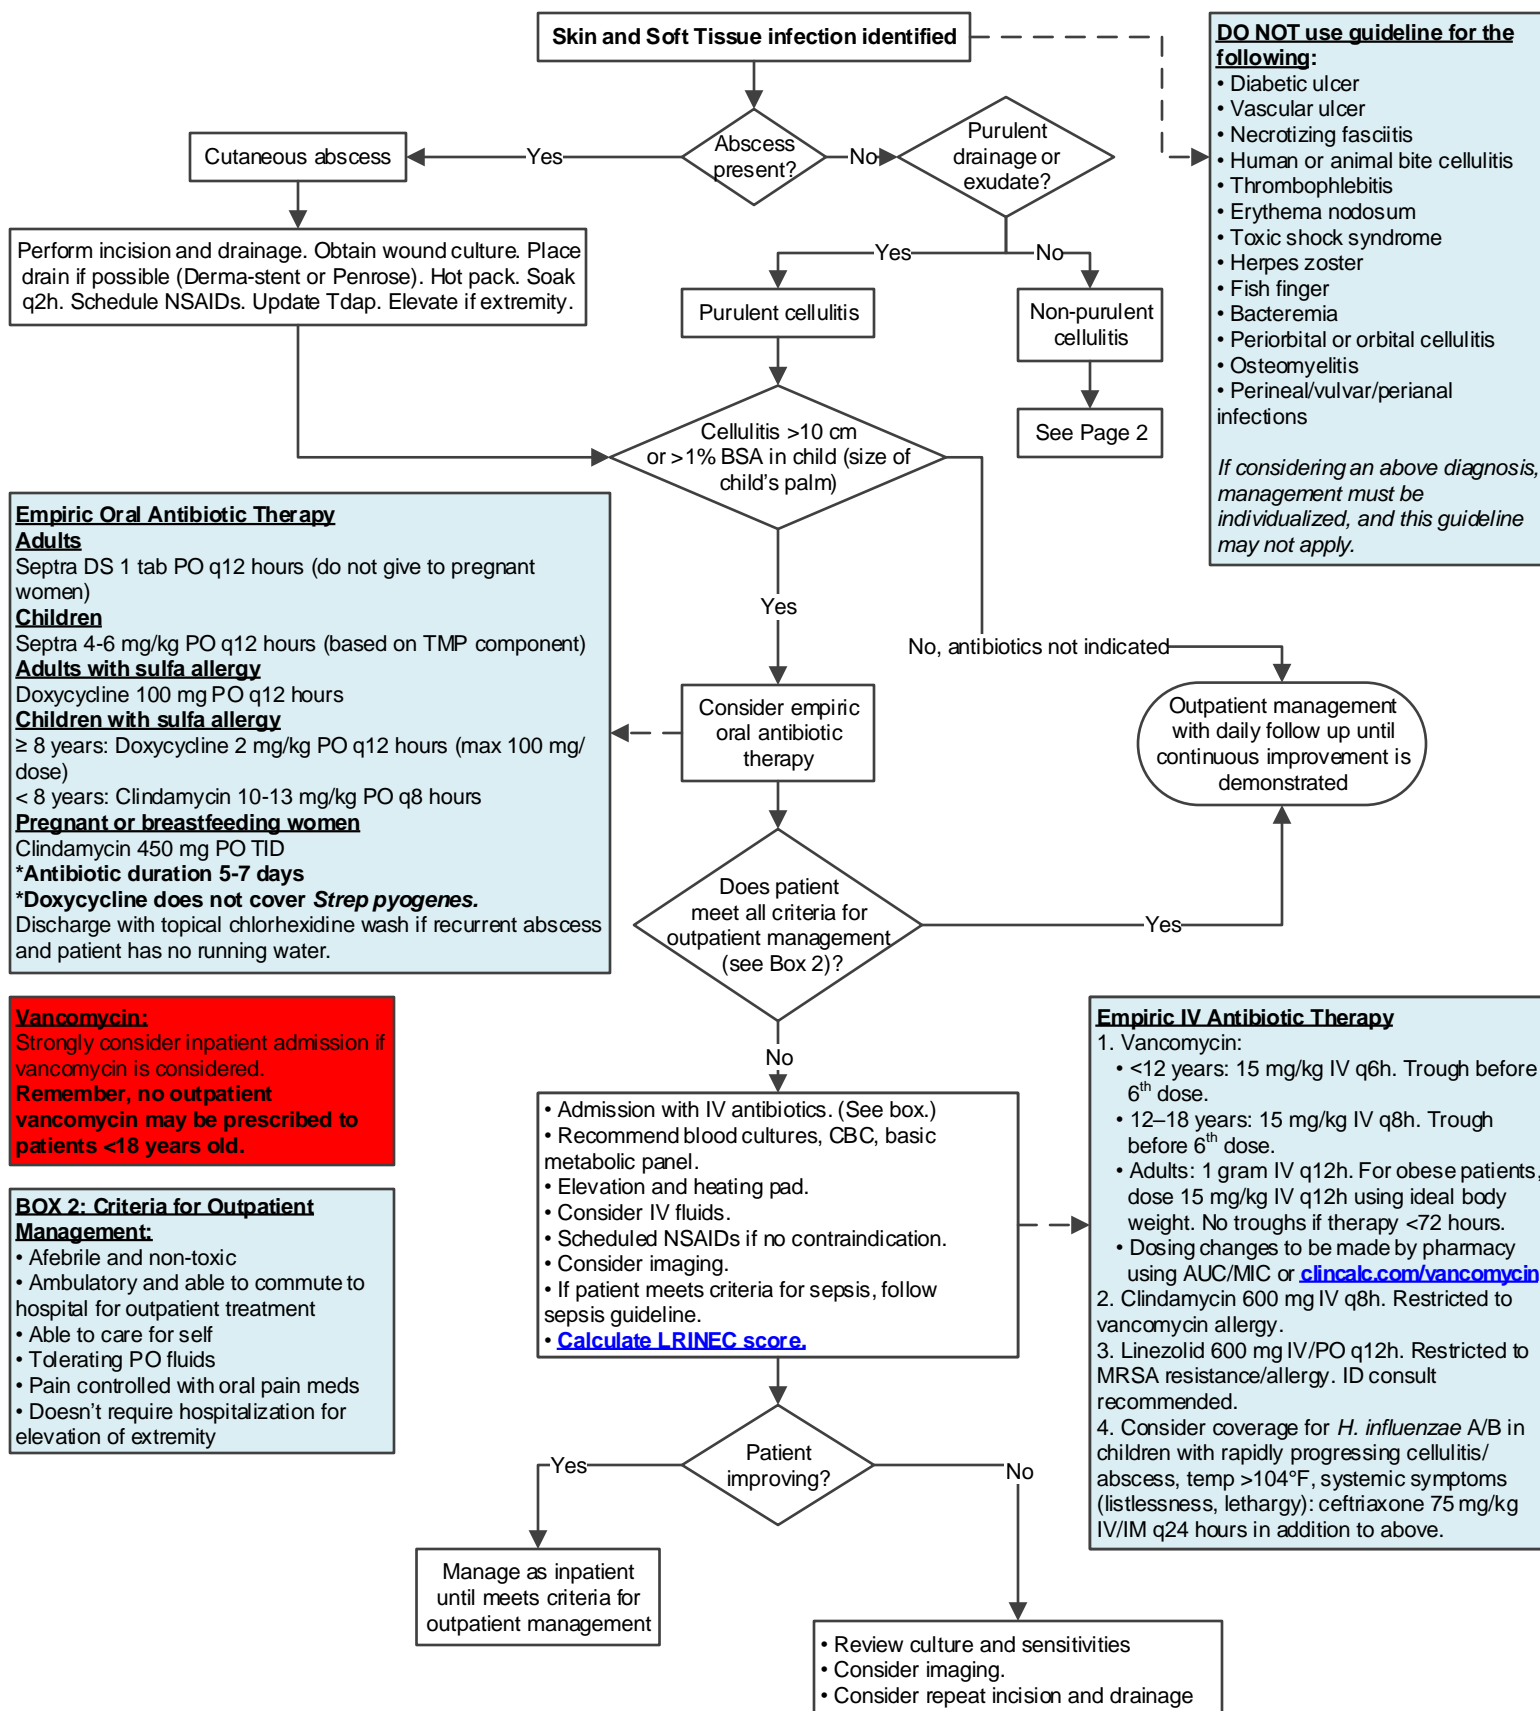 Skin and Soft Tissue infection identified
DO NOT use guideline for the
following:
• Diabetic ulcer
• Vascular ulcer
• Necrotizing fasciitis
• Human or animal bite cellulitis
• Thrombophlebitis
• Erythema nodosum
• Toxic shock syndrome
• Herpes zoster
• Fish finger
• Bacteremia
• Periorbital or orbital cellulitis
• Osteomyelitis
• Perineal/vulvar/perianal
infections
If considering an above diagnosis,
management must be
individualized, and this guideline
may not apply.
Abscess
present?
Yes
No
Cutaneous abscess
Purulent
drainage or
exudate?
Perform incision and drainage. Obtain wound culture. Place
drain if possible (Derma-stent or Penrose). Hot pack. Soak
q2h. Schedule NSAIDs. Update Tdap. Elevate if extremity.
Yes
No
Purulent cellulitis
Non-purulent
cellulitis
See Page 2
Cellulitis >10 cm
or >1% BSA in child (size of
child's palm)
Yes
No, antibiotics not indicated
Empiric Oral Antibiotic Therapy
Adults
Septra DS 1 tab PO q12 hours (do not give to pregnant
women)
Children
Septra 4-6 mg/kg PO q12 hours (based on TMP component)
Adults with sulfa allergy
Doxycycline 100 mg PO q12 hours
Children with sulfa allergy
≥ 8 years: Doxycycline 2 mg/kg PO q12 hours (max 100 mg/
dose)
< 8 years: Clindamycin 10-13 mg/kg PO q8 hours
Pregnant or breastfeeding women
Clindamycin 450 mg PO TID
*Antibiotic duration 5-7 days
*Doxycycline does not cover Strep pyogenes.
Discharge with topical chlorhexidine wash if recurrent abscess
and patient has no running water.
Consider empiric
oral antibiotic
therapy
Outpatient management
with daily follow up until
continuous improvement is
demonstrated
Does patient
meet all criteria for
outpatient management
(see Box 2)?
Yes
No
Vancomycin:
Strongly consider inpatient admission if
vancomycin is considered.
Remember, no outpatient
vancomycin may be prescribed to
patients <18 years old.
BOX 2: Criteria for Outpatient
Management:
• Afebrile and non-toxic
• Ambulatory and able to commute to
hospital for outpatient treatment
• Able to care for self
• Tolerating PO fluids
• Pain controlled with oral pain meds
• Doesn't require hospitalization for
elevation of extremity
• Admission with IV antibiotics. (See box.)
• Recommend blood cultures, CBC, basic
metabolic panel.
• Elevation and heating pad.
• Consider IV fluids.
• Scheduled NSAIDs if no contraindication.
• Consider imaging.
• If patient meets criteria for sepsis, follow
sepsis guideline.
• Calculate LRINEC score.
Empiric IV Antibiotic Therapy
1. Vancomycin:
• <12 years: 15 mg/kg IV q6h. Trough before
6th dose.
• 12–18 years: 15 mg/kg IV q8h. Trough
before 6th dose.
• Adults: 1 gram IV q12h. For obese patients,
dose 15 mg/kg IV q12h using ideal body
weight. No troughs if therapy <72 hours.
• Dosing changes to be made by pharmacy
using AUC/MIC or clincalc.com/vancomycin
2. Clindamycin 600 mg IV q8h. Restricted to
vancomycin allergy.
3. Linezolid 600 mg IV/PO q12h. Restricted to
MRSA resistance/allergy. ID consult
recommended.
4. Consider coverage for H. influenzae A/B in
children with rapidly progressing cellulitis/
abscess, temp >104°F, systemic symptoms
(listlessness, lethargy): ceftriaxone 75 mg/kg
IV/IM q24 hours in addition to above.
Patient
improving?
Yes
No
Manage as inpatient
until meets criteria for
outpatient management
• Review culture and sensitivities
• Consider imaging.
• Consider repeat incision and drainage